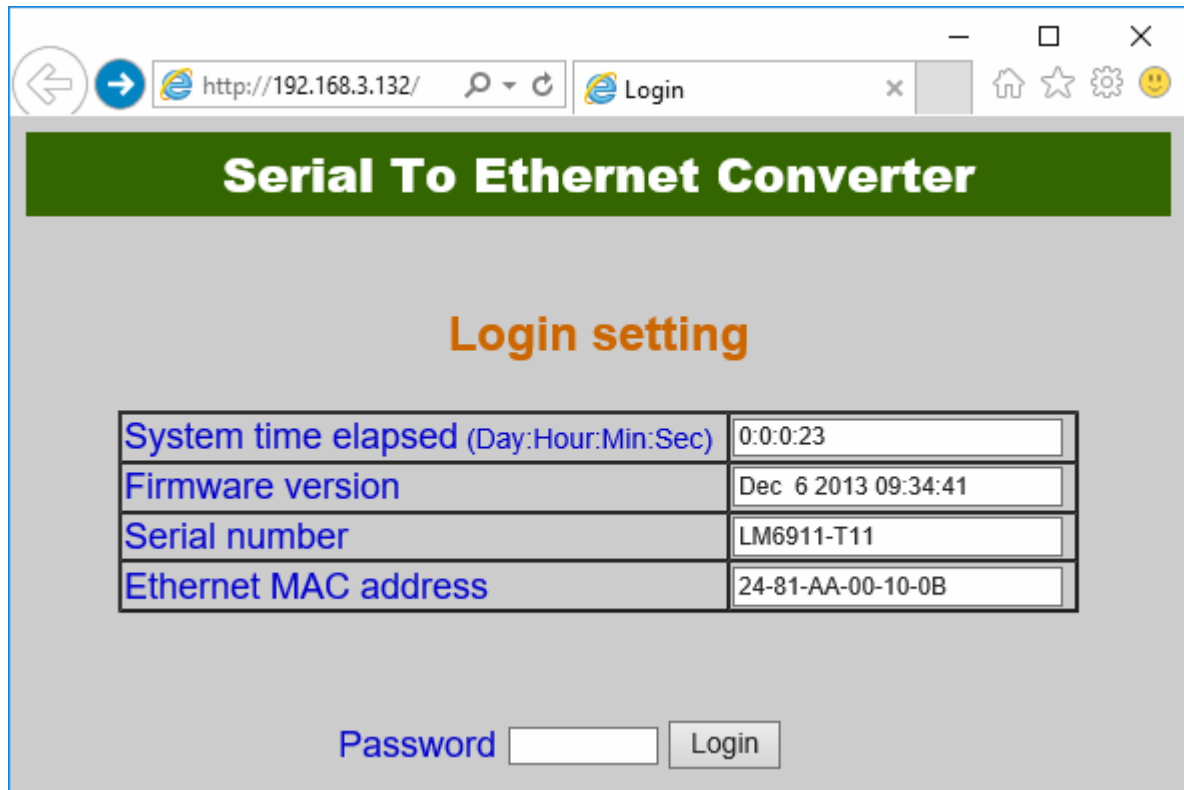 http://192.168.3.132/ Login
Serial To Ethernet Converter
Login setting
System time elapsed (Day:Hour:Min:Sec) 0:0:0:23
Firmware version Dec  6 2013 09:34:41
Serial number LM6911-T11
Ethernet MAC address 24-81-AA-00-10-0B
Password Login